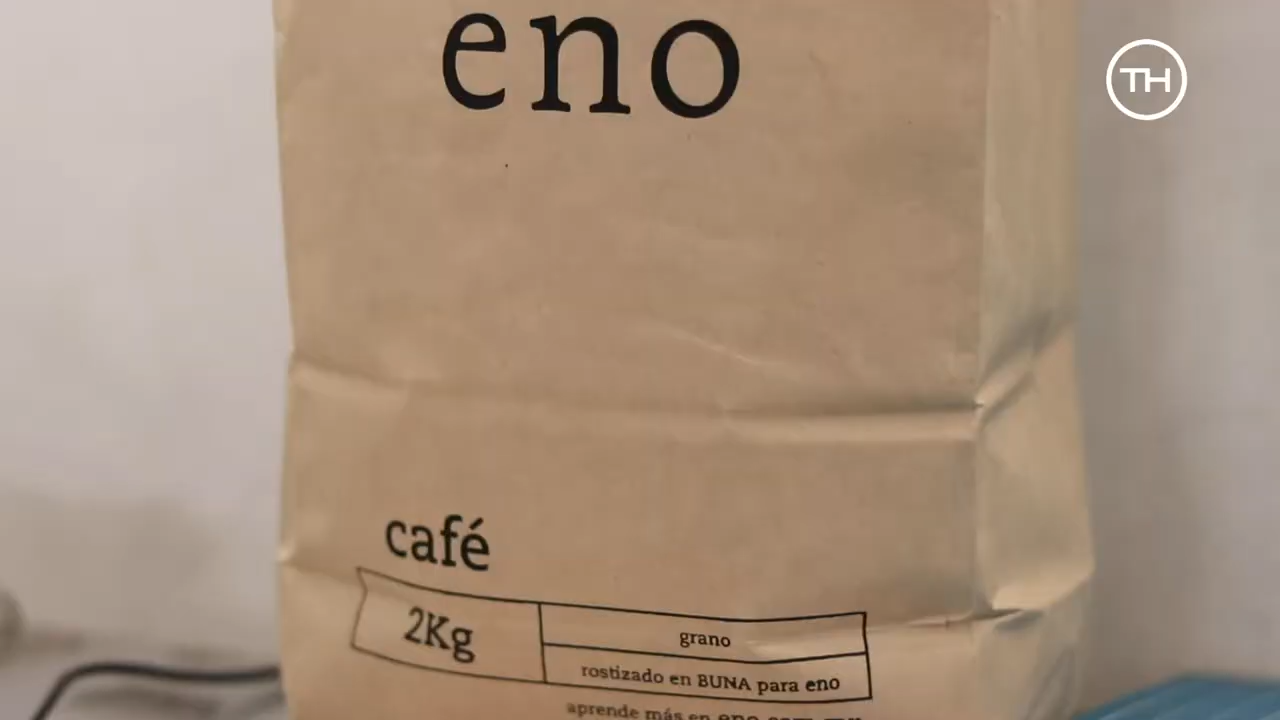 eno
TH
café
2Kg
grano
rostizado en BUNA para eno
aprende más en